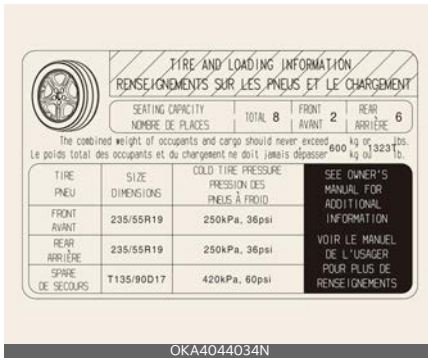 TIRE AND LOADING INFORMATION
RENSEIGNEMENTS SUR LES PNEUS ET LE CHARGEMENT
SEATING CAPACITY
NOMBRE DE PLACES
TOTAL 8
FRONT
AVANT 2
REAR
ARRIÈRE 6
The combined weight of occupants and cargo should never exceed 600 kg or 1323 lbs.
Le poids total des occupants et du chargement ne doit jamais dépasser kg ou lb.
TIRE
PNEU
SIZE
DIMENSIONS
COLD TIRE PRESSURE
PRESSION DES
PNEUS À FROID
FRONT
AVANT
235/55R19
250kPa, 36psi
REAR
ARRIÈRE
235/55R19
250kPa, 36psi
SPARE
DE SECOURS
T135/90D17
420kPa, 60psi
SEE OWNER'S
MANUAL FOR
ADDITIONAL
INFORMATION
VOIR LE MANUEL
DE L'USAGER
POUR PLUS DE
RENSEIGNEMENTS
OKA4044034N